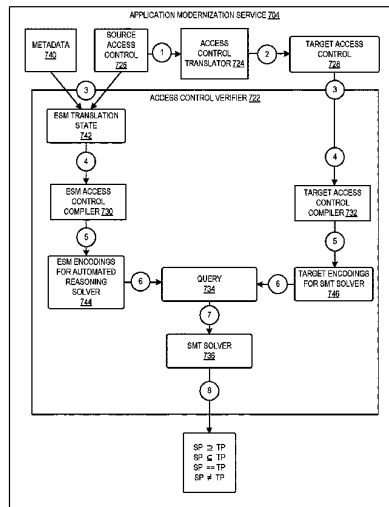 APPLICATION MODERNIZATION SERVICE 704
METADATA
740
SOURCE
ACCESS
CONTROL
726
1
ACCESS
CONTROL
TRANSLATOR 724
2
TARGET ACCESS
CONTROL
728
3
3
ACCESS CONTROL VERIFIER 722
ESM TRANSLATION
STATE
742
4
4
ESM ACCESS
CONTROL
COMPILER 730
TARGET ACCESS
CONTROL
COMPILER 732
5
5
ESM ENCODINGS
FOR AUTOMATED
REASONING
SOLVER
744
6
QUERY
734
6
TARGET ENCODINGS
FOR SMT SOLVER
746
7
SMT SOLVER
736
8
SP ⊇ TP
SP ⊆ TP
SP == TP
SP ≠ TP